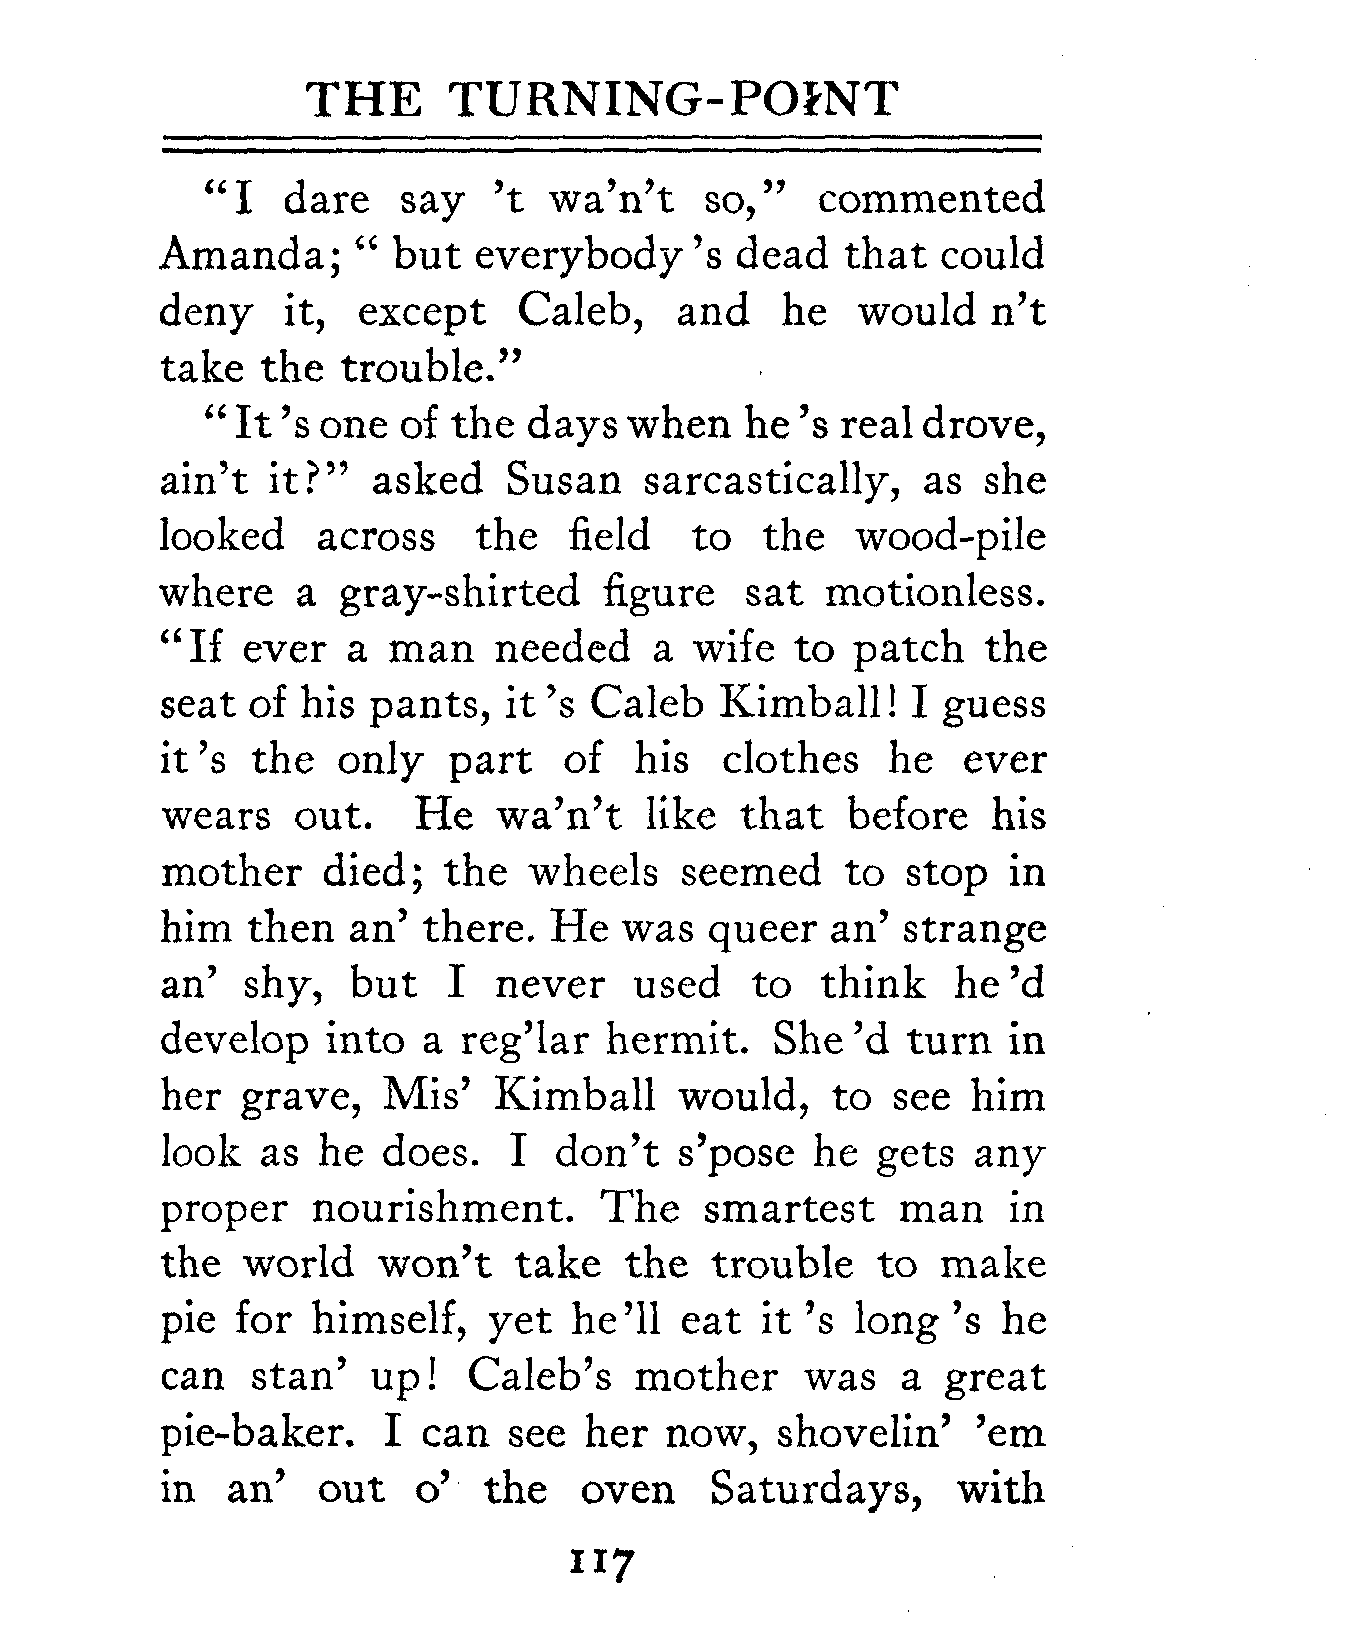 THE TURNING-POINT
“I dare say ’t wa’n’t so,” commented
Amanda; “ but everybody ’s dead that could
deny it, except Caleb, and he would n’t
take the trouble.”
“It ’s one of the days when he ’s real drove,
ain’t it?” asked Susan sarcastically, as she
looked across the field to the wood-pile
where a gray-shirted figure sat motionless.
“If ever a man needed a wife to patch the
seat of his pants, it ’s Caleb Kimball! I guess
it ’s the only part of his clothes he ever
wears out. He wa’n’t like that before his
mother died; the wheels seemed to stop in
him then an’ there. He was queer an’ strange
an’ shy, but I never used to think he ’d
develop into a reg’lar hermit. She ’d turn in
her grave, Mis’ Kimball would, to see him
look as he does. I don’t s’pose he gets any
proper nourishment. The smartest man in
the world won’t take the trouble to make
pie for himself, yet he ’ll eat it ’s long ’s he
can stan’ up! Caleb’s mother was a great
pie-baker. I can see her now, shovelin’ ’em
in an’ out o’ the oven Saturdays, with
117